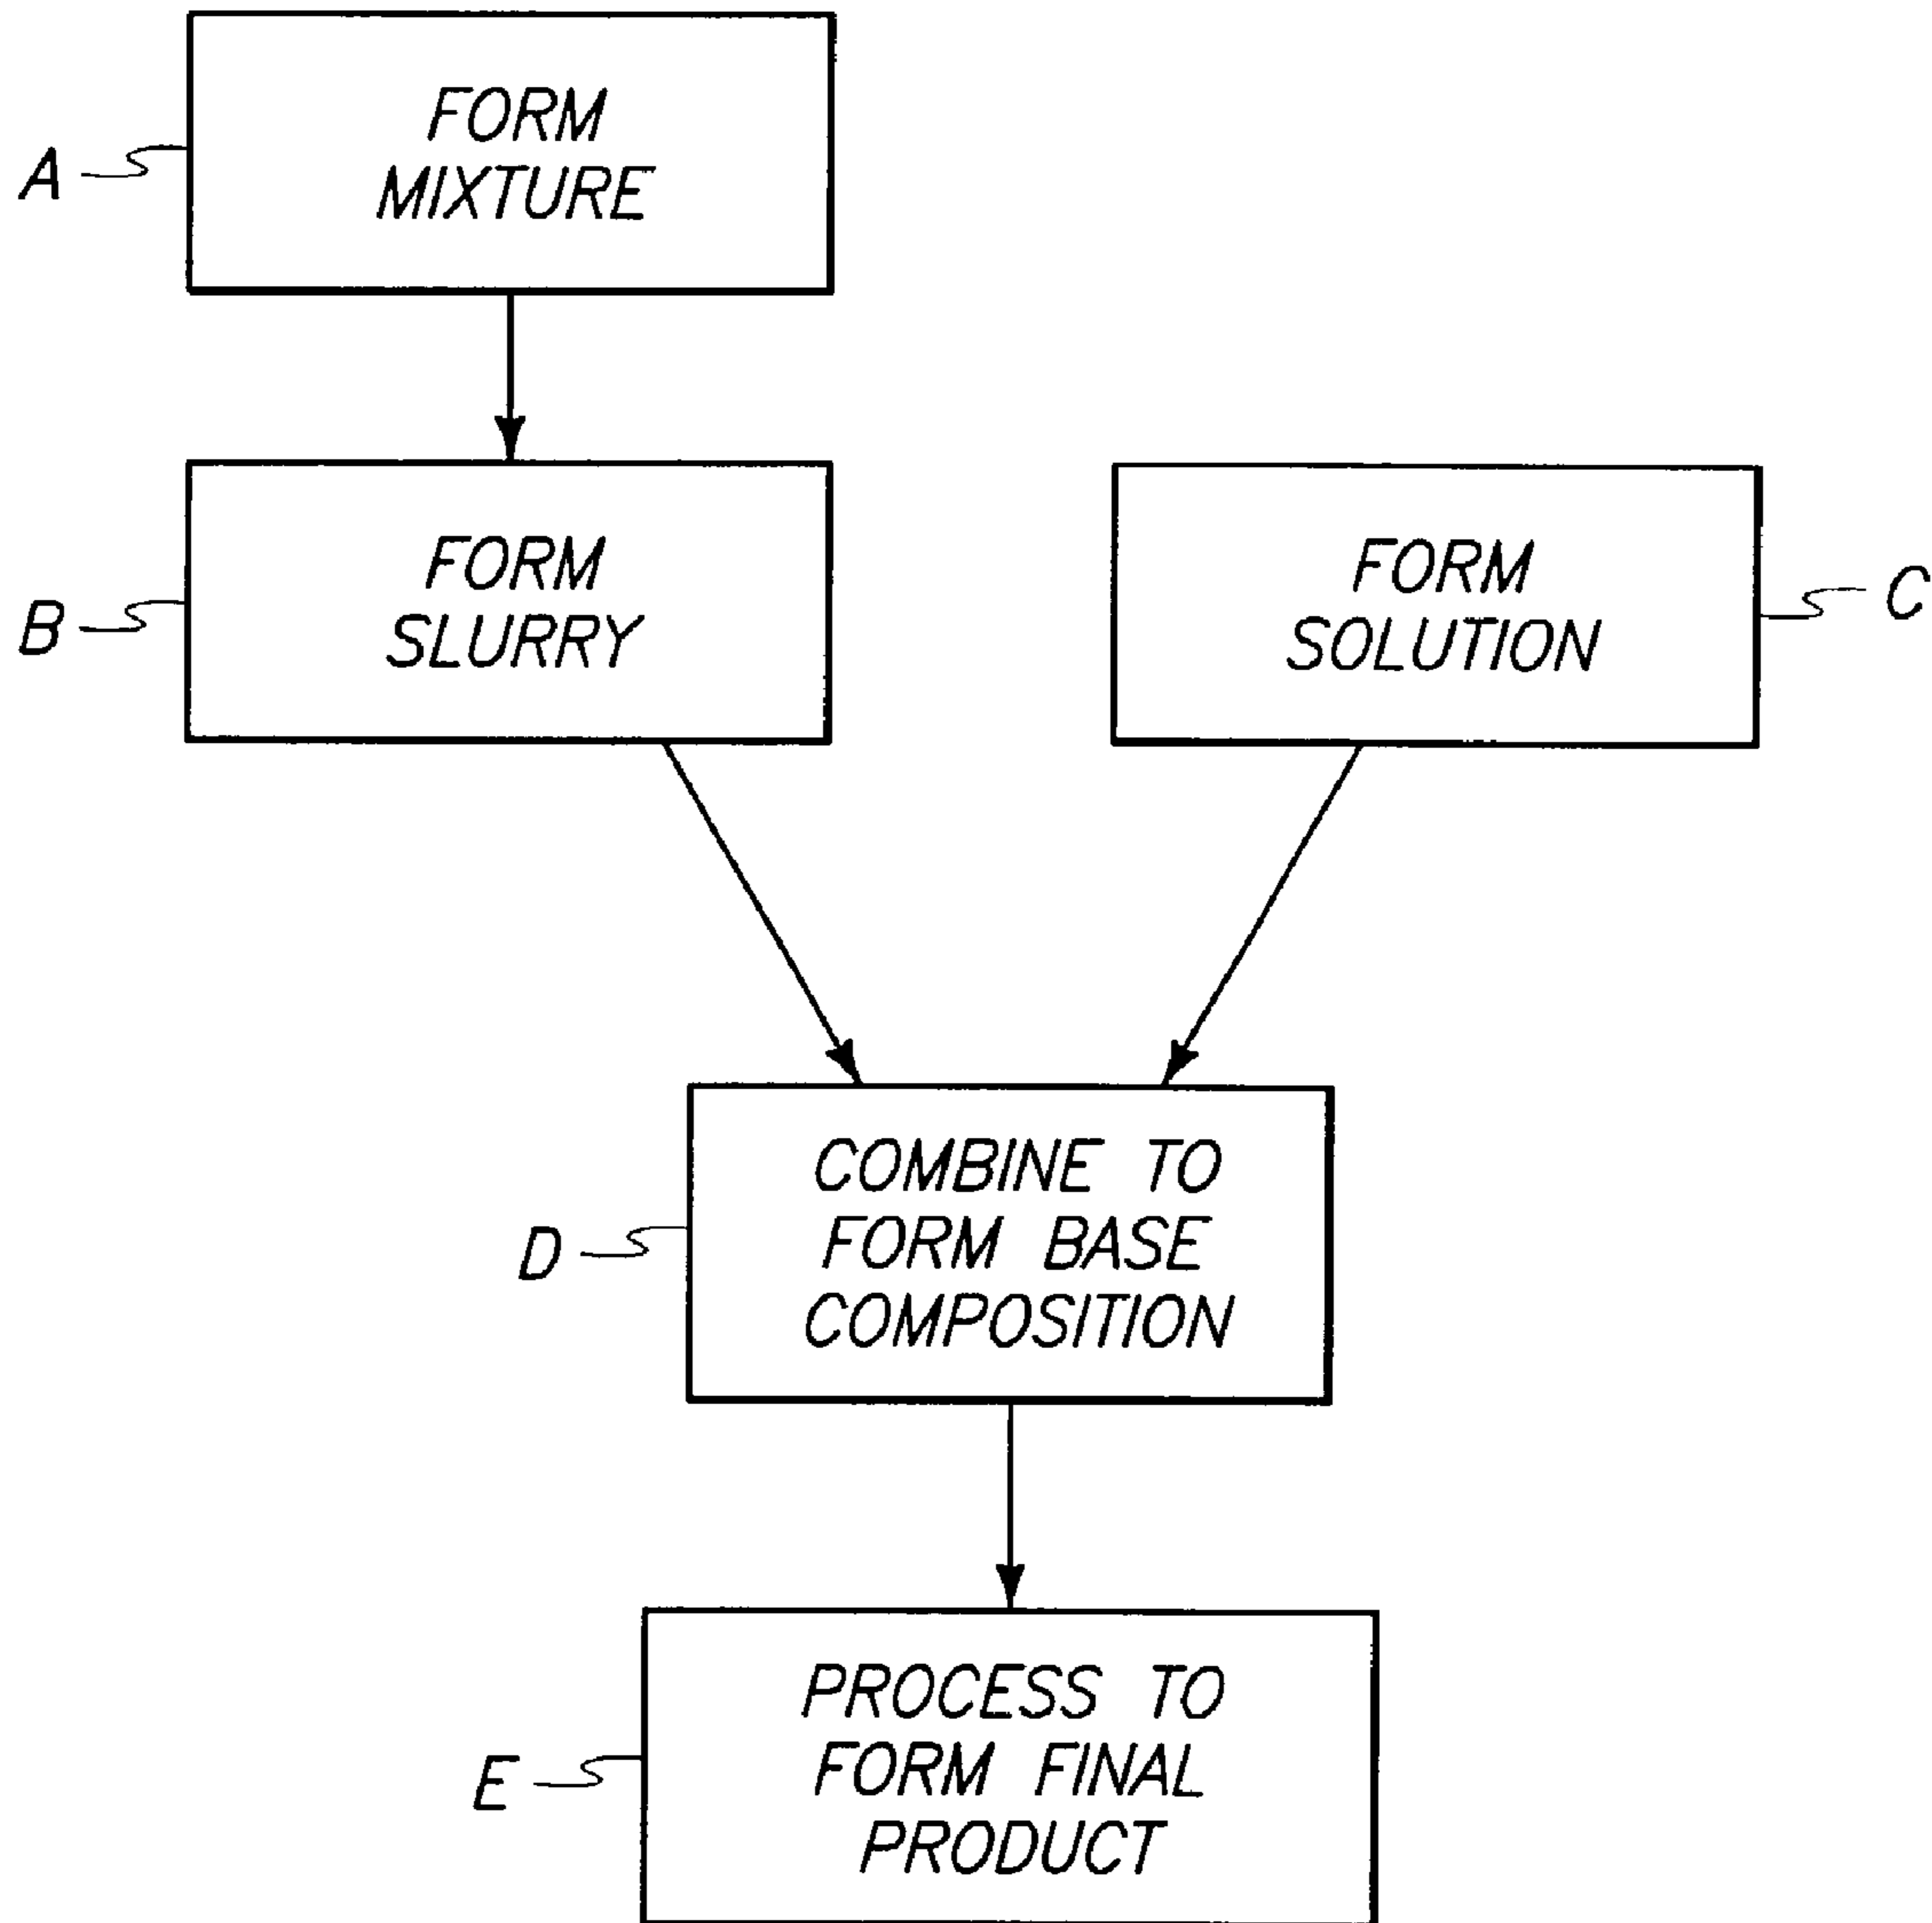 FORM
MIXTURE
A
FORM
SLURRY
B
FORM
SOLUTION
C
COMBINE TO
FORM BASE
COMPOSITION
D
PROCESS TO
FORM FINAL
PRODUCT
E